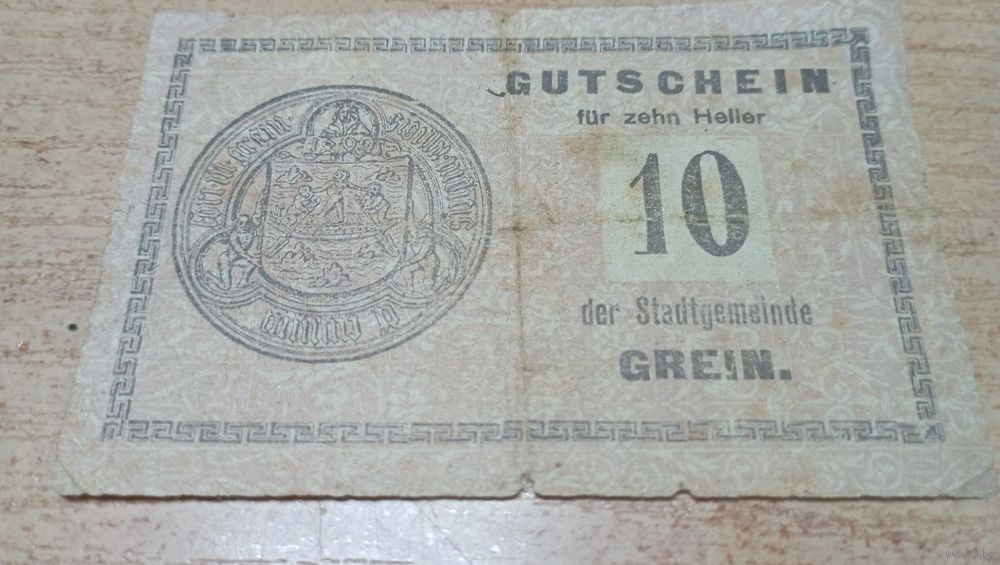 GUTSCHEIN
für zehn Heller
10
der Stadtgemeinde
GREIN.